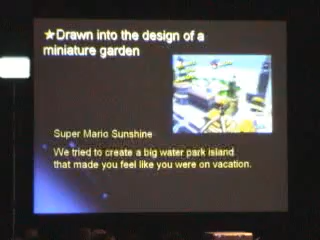 ★Drawn into the design of a
miniature garden
Super Mario Sunshine
We tried to create a big water park island
that made you feel like you were on vacation.